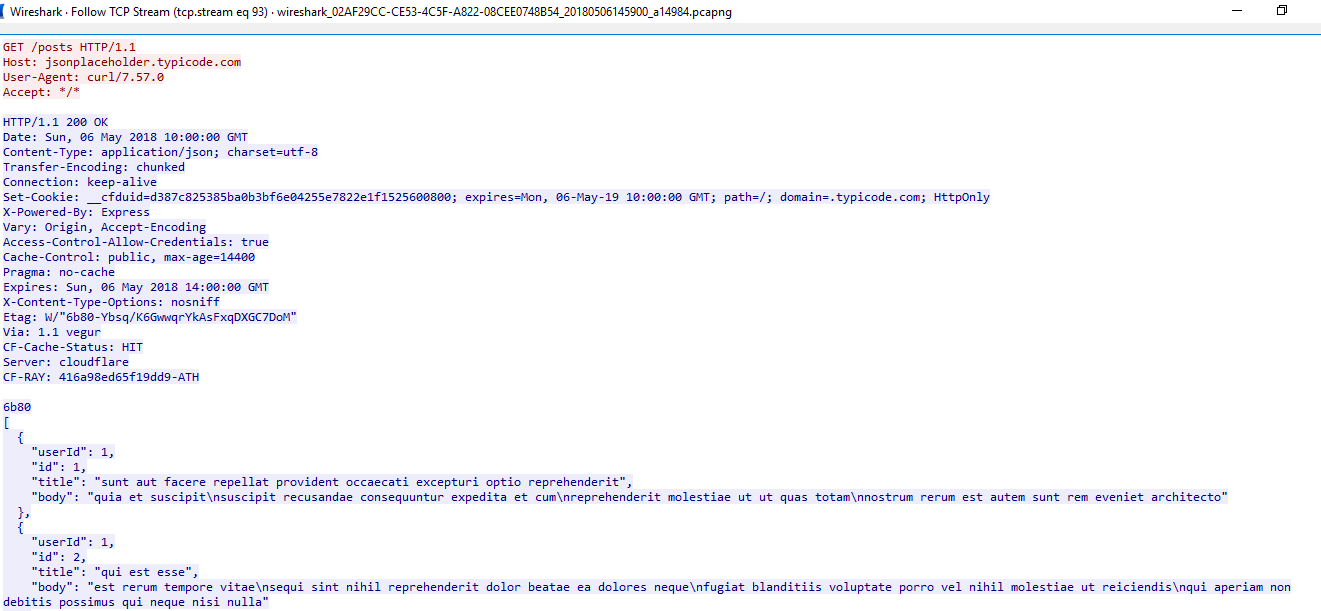 Wireshark · Follow TCP Stream (tcp.stream eq 93) · wireshark_02AF29CC-CE53-4C5F-A822-08CEE0748B54_20180506145900_a14984.pcapng
GET /posts HTTP/1.1
Host: jsonplaceholder.typicode.com
User-Agent: curl/7.57.0
Accept: */*
HTTP/1.1 200 OK
Date: Sun, 06 May 2018 10:00:00 GMT
Content-Type: application/json; charset=utf-8
Transfer-Encoding: chunked
Connection: keep-alive
Set-Cookie: __cfduid=d387c825385ba0b3bf6e04255e7822e1f1525600800; expires=Mon, 06-May-19 10:00:00 GMT; path=/; domain=.typicode.com; HttpOnly
X-Powered-By: Express
Vary: Origin, Accept-Encoding
Access-Control-Allow-Credentials: true
Cache-Control: public, max-age=14400
Pragma: no-cache
Expires: Sun, 06 May 2018 14:00:00 GMT
X-Content-Type-Options: nosniff
Etag: W/"6b80-Ybsq/K6GwwqrYkAsFxqDXGC7DoM"
Via: 1.1 vegur
CF-Cache-Status: HIT
Server: cloudflare
CF-RAY: 416a98ed65f19dd9-ATH
6b80
[
  {
    "userId": 1,
    "id": 1,
    "title": "sunt aut facere repellat provident occaecati excepturi optio reprehenderit",
    "body": "quia et suscipit\nsuscipit recusandae consequuntur expedita et cum\nreprehenderit molestiae ut ut quas totam\nnostrum rerum est autem sunt rem eveniet architecto"
  },
  {
    "userId": 1,
    "id": 2,
    "title": "qui est esse",
    "body": "est rerum tempore vitae\nsequi sint nihil reprehenderit dolor beatae ea dolores neque\nfugiat blanditiis voluptate porro vel nihil molestiae ut reiciendis\nqui aperiam non
debitis possimus qui neque nisi nulla"